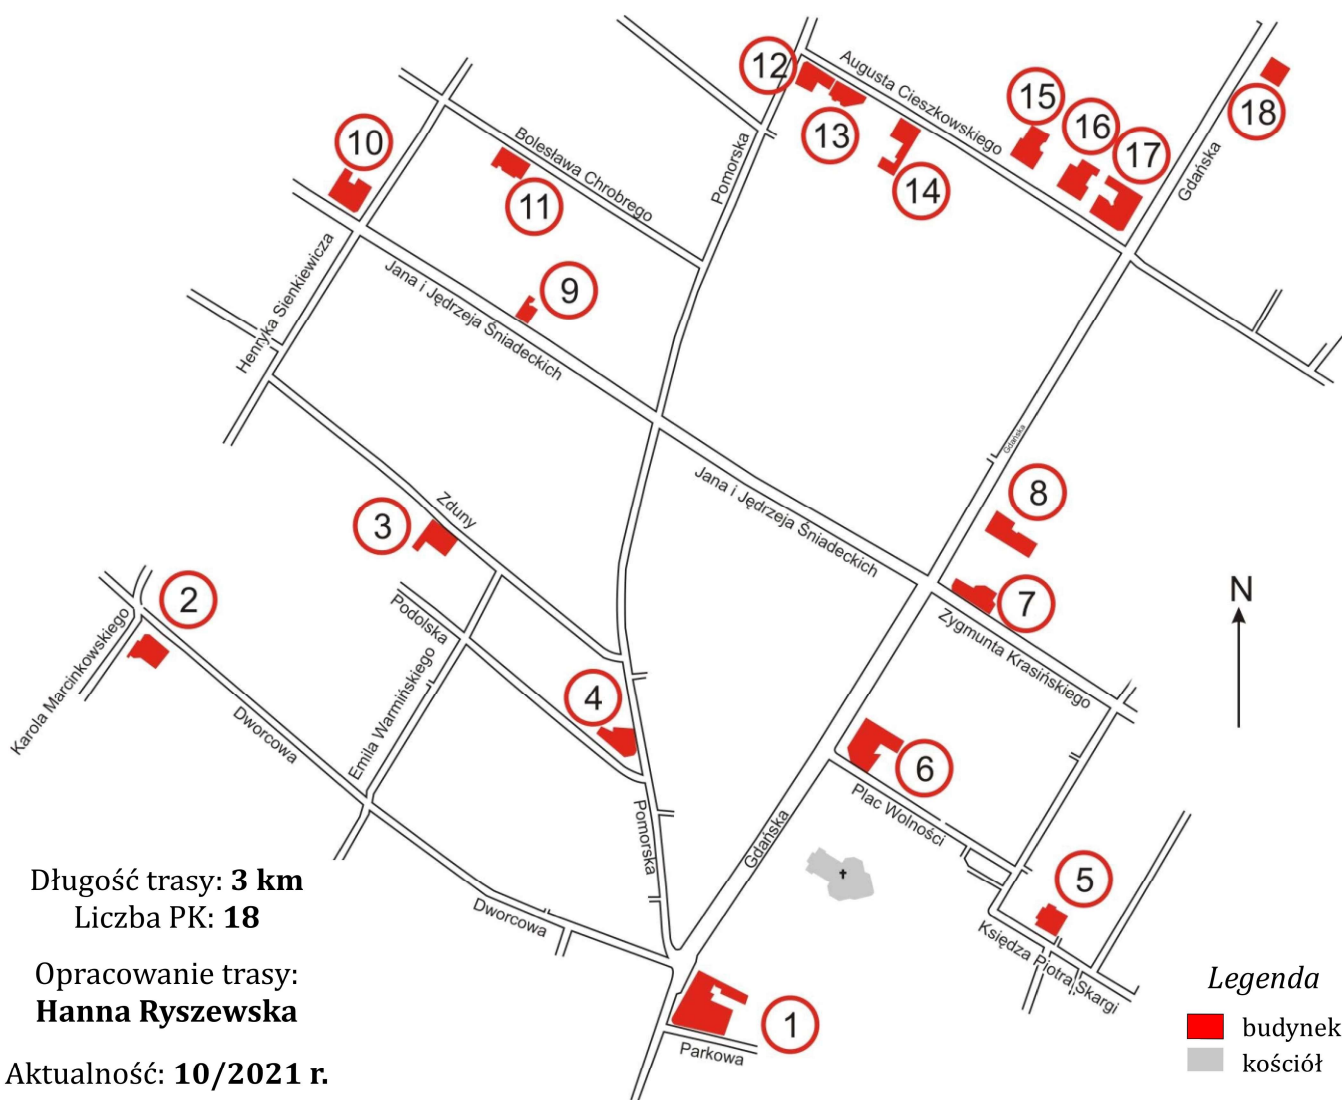 12
Augusta Cieszkowskiego
15
18
10
13
16
17
Bolesława Chrobrego
Pomorska
14
Gdańska
11
Henryka Sienkiewicza
Jana i Jędrzeja Śniadeckich
9
Gdańska
8
Jana i Jędrzeja Śniadeckich
3
Zduny
N
2
Podolska
7
Karola Marcinkowskiego
Zygmunta Krasińskiego
Emila Warmińskiego
4
Dworcowa
6
Plac Wolności
Pomorska
Gdańska
5
Długość trasy: 3 km
Liczba PK: 18
Dworcowa
Księdza Piotra Skargi
Opracowanie trasy:
Hanna Ryszewska
Legenda
1
budynek
Parkowa
kościół
Aktualność: 10/2021 r.